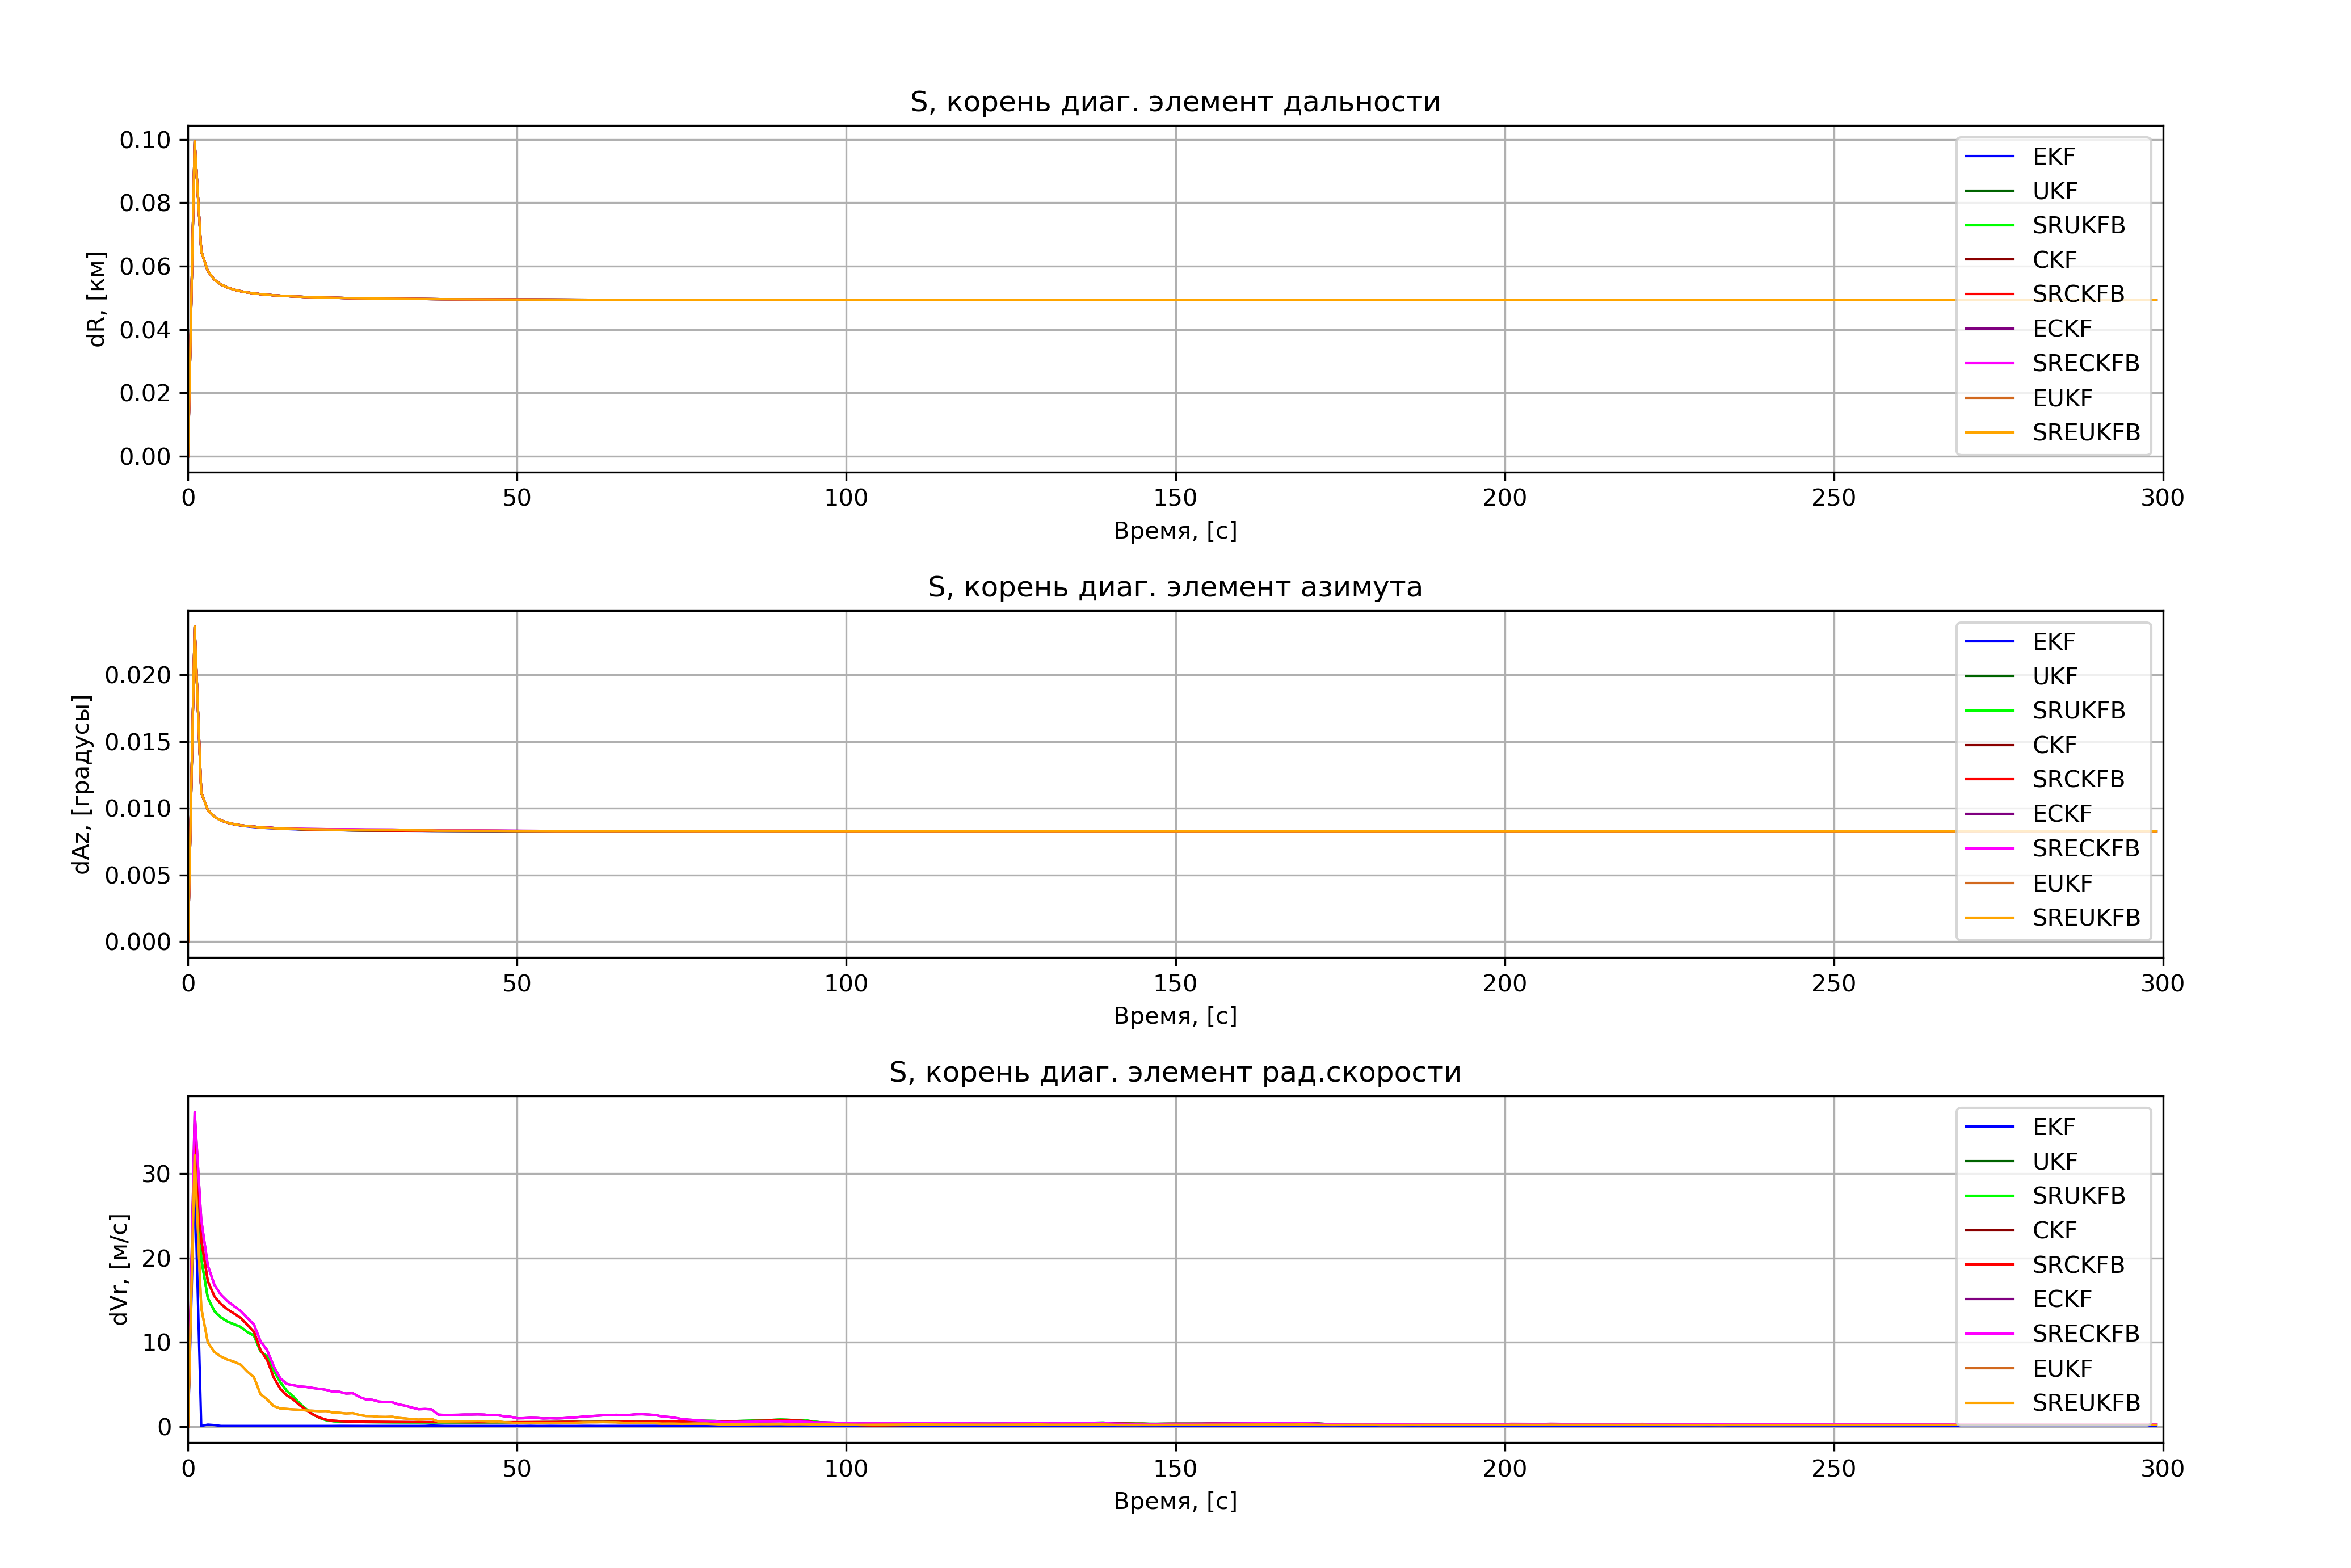 S, корень диаг. элемент дальности
dR, [км]
0.10
0.08
0.06
0.04
0.02
0.00
EKF
UKF
SRUKFB
CKF
SRCKFB
ECKF
SRECKFB
EUKF
SREUKFB
0 50 100 150 200 250 300
Время, [с]
S, корень диаг. элемент азимута
dAz, [градусы]
0.020
0.015
0.010
0.005
0.000
EKF
UKF
SRUKFB
CKF
SRCKFB
ECKF
SRECKFB
EUKF
SREUKFB
0 50 100 150 200 250 300
Время, [с]
S, корень диаг. элемент рад.скорости
dVr, [м/с]
30
20
10
0
EKF
UKF
SRUKFB
CKF
SRCKFB
ECKF
SRECKFB
EUKF
SREUKFB
0 50 100 150 200 250 300
Время, [с]